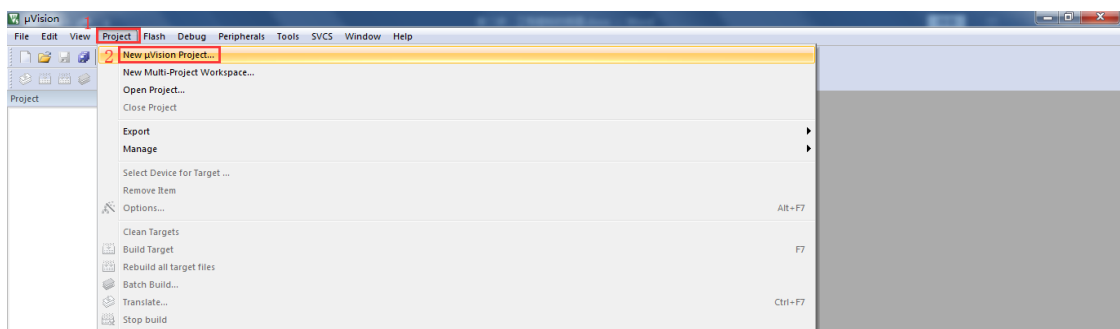 µVision
1
File Edit View Project Flash Debug Peripherals Tools SVCS Window Help
2 New µVision Project...
New Multi-Project Workspace...
Open Project...
Project
Close Project
Export
Manage
Select Device for Target ...
Remove Item
Options... Alt+F7
Clean Targets
Build Target F7
Rebuild all target files
Batch Build...
Translate... Ctrl+F7
Stop build